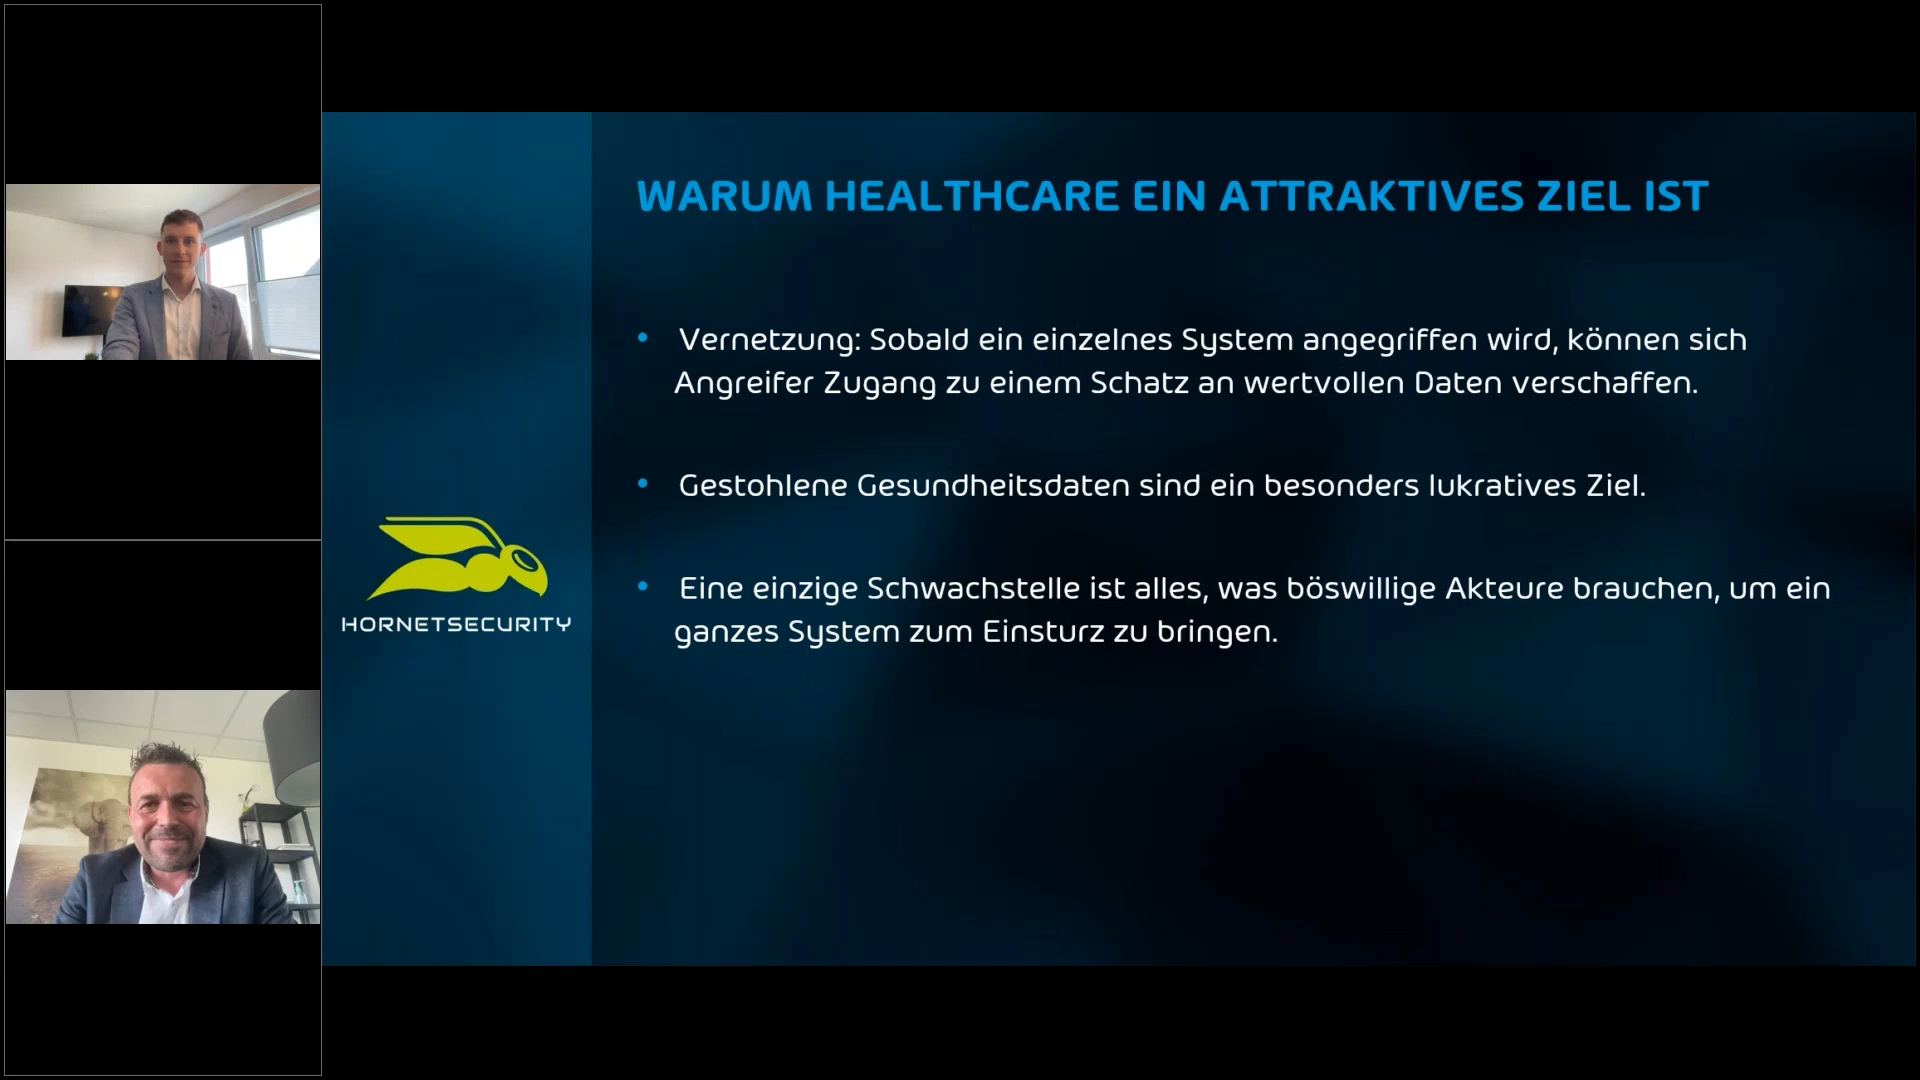 WARUM HEALTHCARE EIN ATTRAKTIVES ZIEL IST
• Vernetzung: Sobald ein einzelnes System angegriffen wird, können sich
Angreifer Zugang zu einem Schatz an wertvollen Daten verschaffen.
• Gestohlene Gesundheitsdaten sind ein besonders lukratives Ziel.
• Eine einzige Schwachstelle ist alles, was böswillige Akteure brauchen, um ein
ganzes System zum Einsturz zu bringen.
HORNETSECURITY